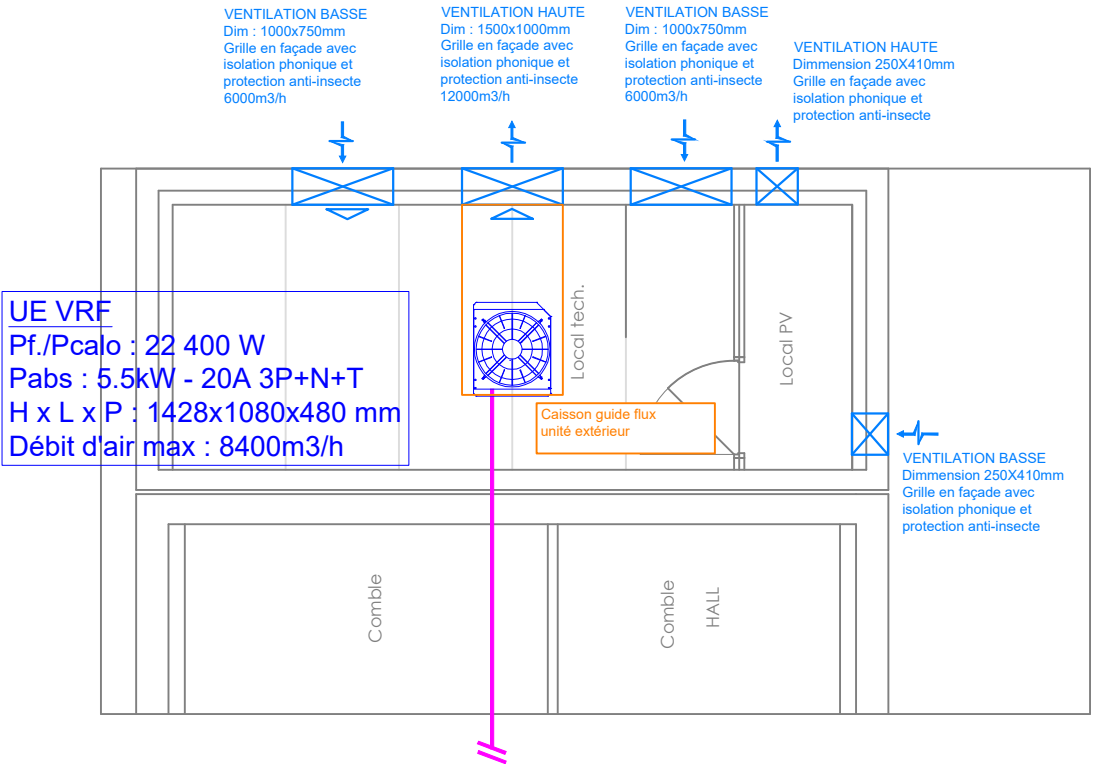 VENTILATION BASSE
Dim : 1000x750mm
Grille en façade avec
isolation phonique et
protection anti-insecte
6000m3/h
VENTILATION HAUTE
Dim : 1500x1000mm
Grille en façade avec
isolation phonique et
protection anti-insecte
12000m3/h
VENTILATION BASSE
Dim : 1000x750mm
Grille en façade avec
isolation phonique et
protection anti-insecte
6000m3/h
VENTILATION HAUTE
Dimmension 250X410mm
Grille en façade avec
isolation phonique et
protection anti-insecte
UE VRF
Pf./Pcalo : 22 400 W
Pabs : 5.5kW - 20A 3P+N+T
H x L x P : 1428x1080x480 mm
Débit d'air max : 8400m3/h
Local tech.
Local PV
Caisson guide flux
unité extérieur
VENTILATION BASSE
Dimmension 250X410mm
Grille en façade avec
isolation phonique et
protection anti-insecte
Comble
Comble
HALL